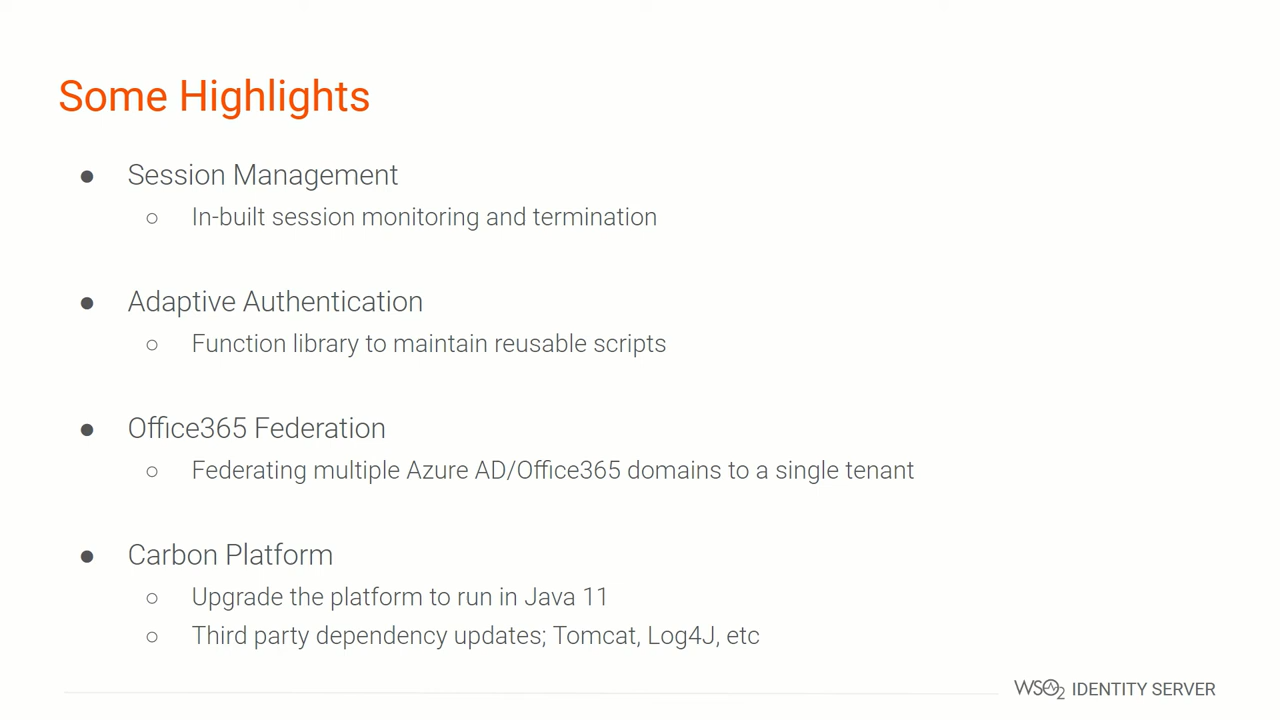 Some Highlights
● Session Management
○ In-built session monitoring and termination
● Adaptive Authentication
○ Function library to maintain reusable scripts
● Office365 Federation
○ Federating multiple Azure AD/Office365 domains to a single tenant
● Carbon Platform
○ Upgrade the platform to run in Java 11
○ Third party dependency updates; Tomcat, Log4J, etc
WSO2 IDENTITY SERVER